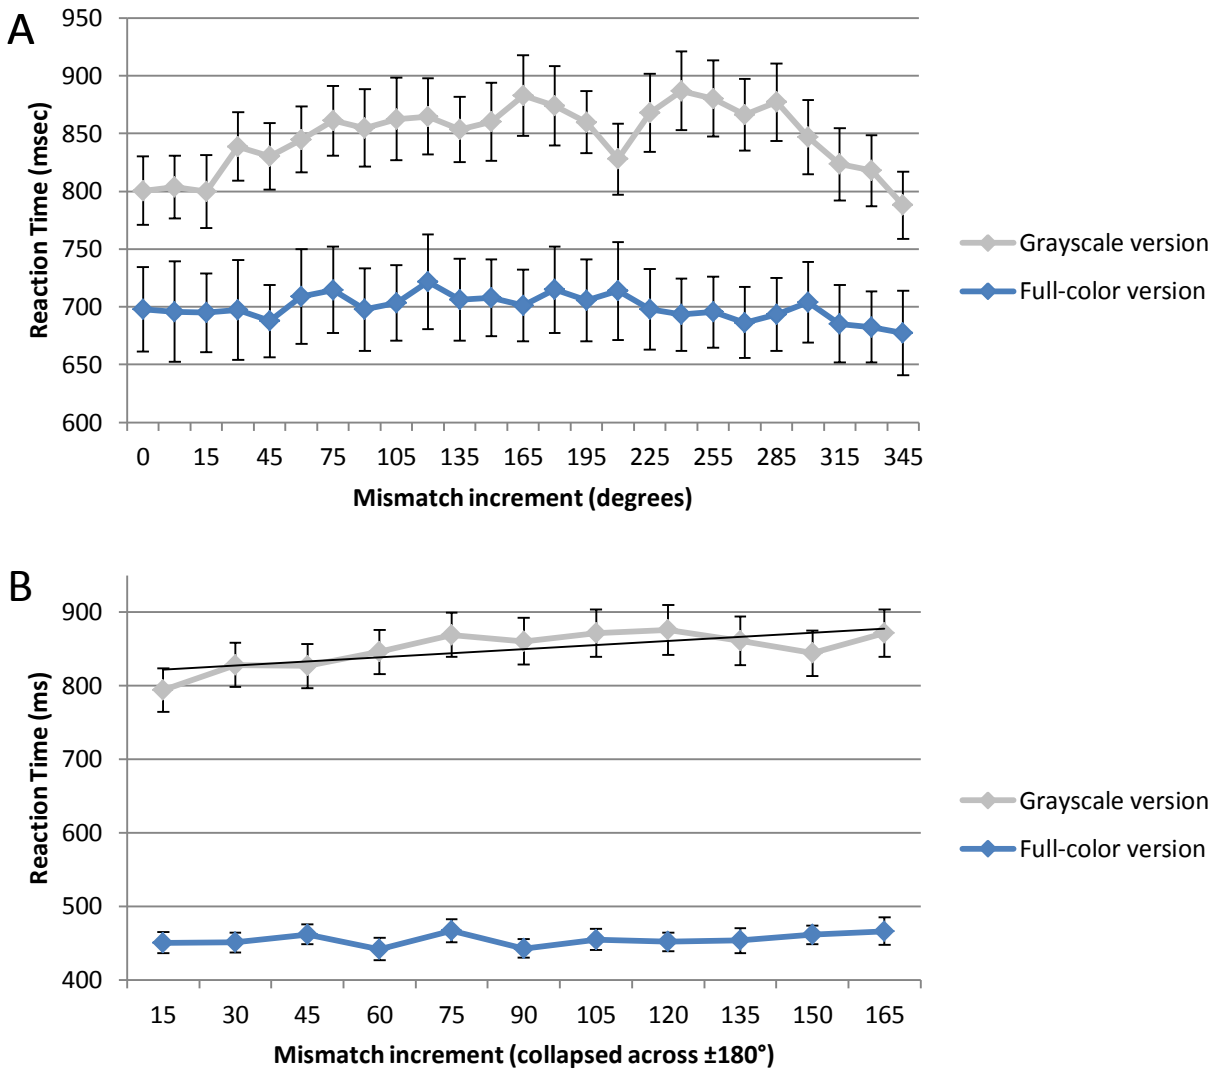 A
950
900
850
800
750
700
650
600
Reaction Time (msec)
0 15 45 75 105 135 165 195 225 255 285 315 345
Mismatch increment (degrees)
Grayscale version
Full-color version
B
900
800
700
600
500
400
Reaction Time (ms)
15 30 45 60 75 90 105 120 135 150 165
Mismatch increment (collapsed across ±180°)
Grayscale version
Full-color version